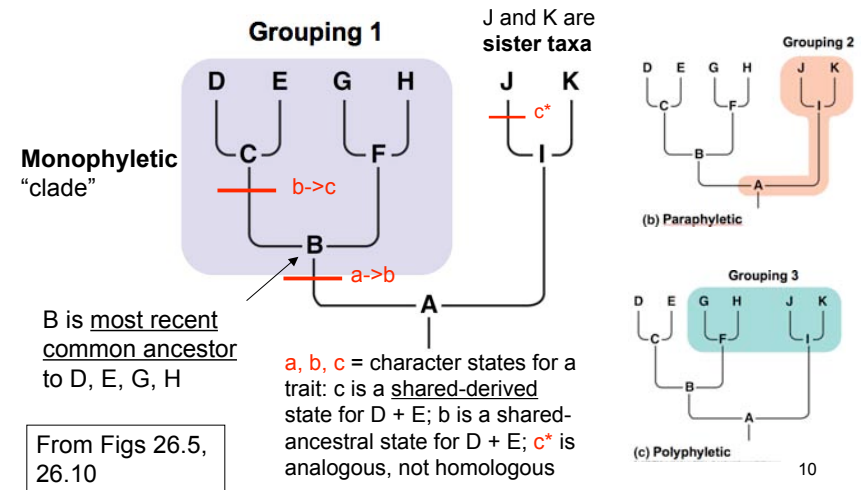 Grouping 1
D E G H
C F
b->c
B
a->b
A
Monophyletic
“clade”
B is most recent
common ancestor
to D, E, G, H
From Figs 26.5,
26.10
J and K are
sister taxa
J K
c*
I
a, b, c = character states for a
trait: c is a shared-derived
state for D + E; b is a shared-
ancestral state for D + E; c* is
analogous, not homologous
Grouping 2
D E G H J K
C F I
B
A
(b) Paraphyletic
Grouping 3
D E G H J K
C F I
B
A
(c) Polyphyletic
10